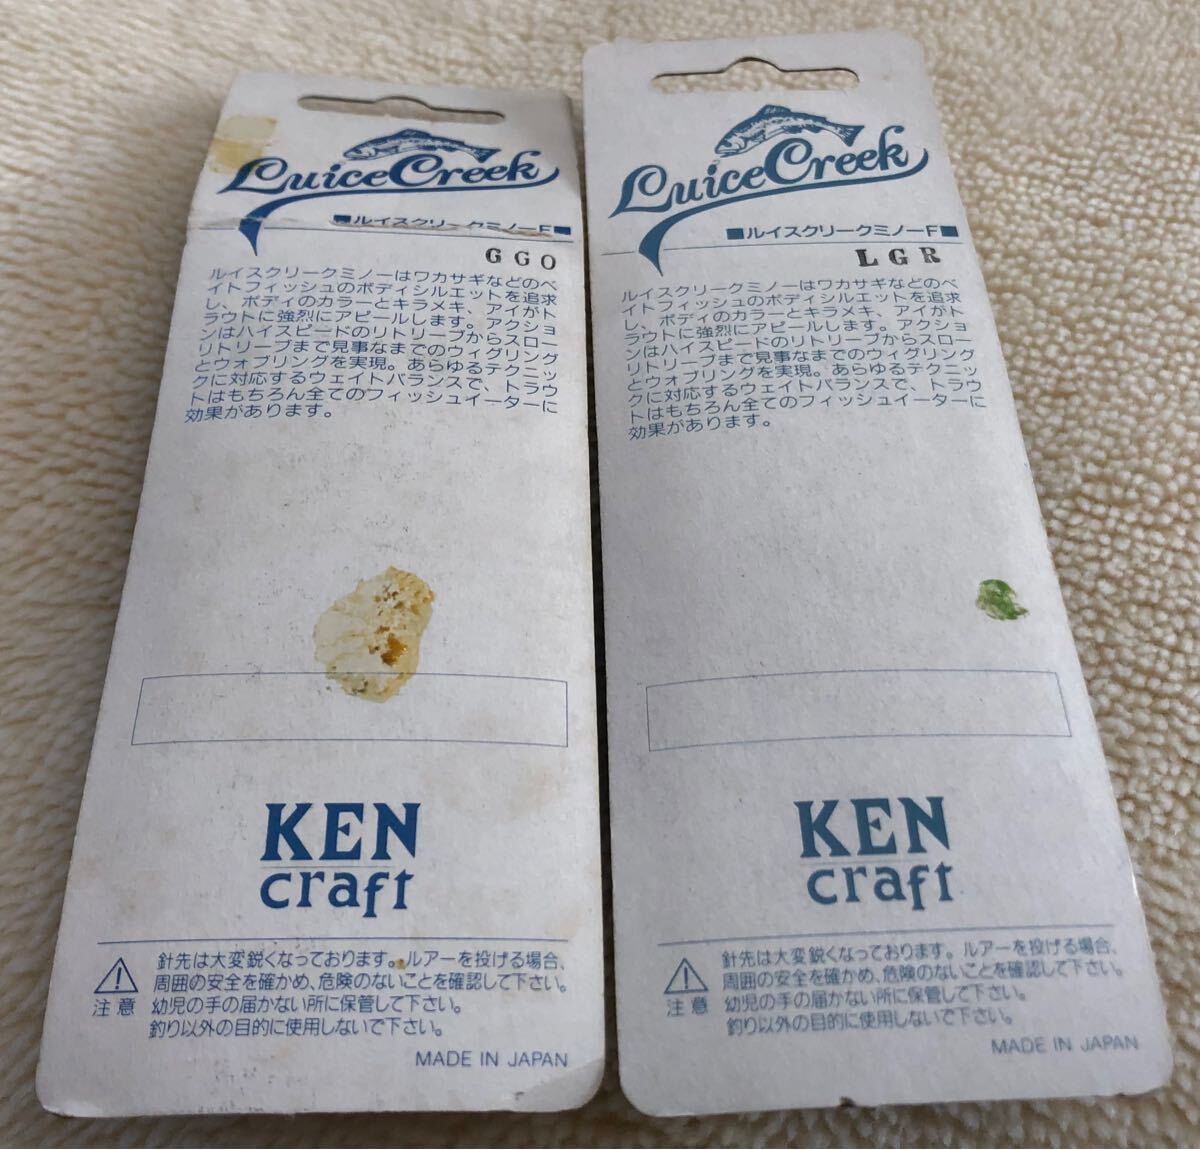 Luice Creek
■ルイスクリークミノーF■
GGO
ルイスクリークミノーはワカサギなどのベ
イトフィッシュのボディシルエットを追求
し、ボディのカラーとキラメキ、アイがト
ラウトに強烈にアピールします。アクショ
ンはハイスピードのリトリーブからスロー
リトリーブまで見事なまでのウィグリング
とウォブリングを実現。あらゆるテクニッ
クに対応するウェイトバランスで、トラウ
トはもちろん全てのフィッシュイーターに
効果があります。
KEN
craft
針先は大変鋭くなっております。ルアーを投げる場合、
周囲の安全を確かめ、危険のないことを確認して下さい。
注意 幼児の手の届かない所に保管して下さい。
釣り以外の目的に使用しないで下さい。
MADE IN JAPAN
Luice Creek
■ルイスクリークミノーF■
LGR
ルイスクリークミノーはワカサギなどのベ
イトフィッシュのボディシルエットを追求
し、ボディのカラーとキラメキ、アイがト
ラウトに強烈にアピールします。アクショ
ンはハイスピードのリトリーブからスロー
リトリーブまで見事なまでのウィグリング
とウォブリングを実現。あらゆるテクニッ
クに対応するウェイトバランスで、トラウ
トはもちろん全てのフィッシュイーターに
効果があります。
KEN
craft
針先は大変鋭くなっております。ルアーを投げる場合、
周囲の安全を確かめ、危険のないことを確認して下さい。
注意 幼児の手の届かない所に保管して下さい。
釣り以外の目的に使用しないで下さい。
MADE IN JAPAN